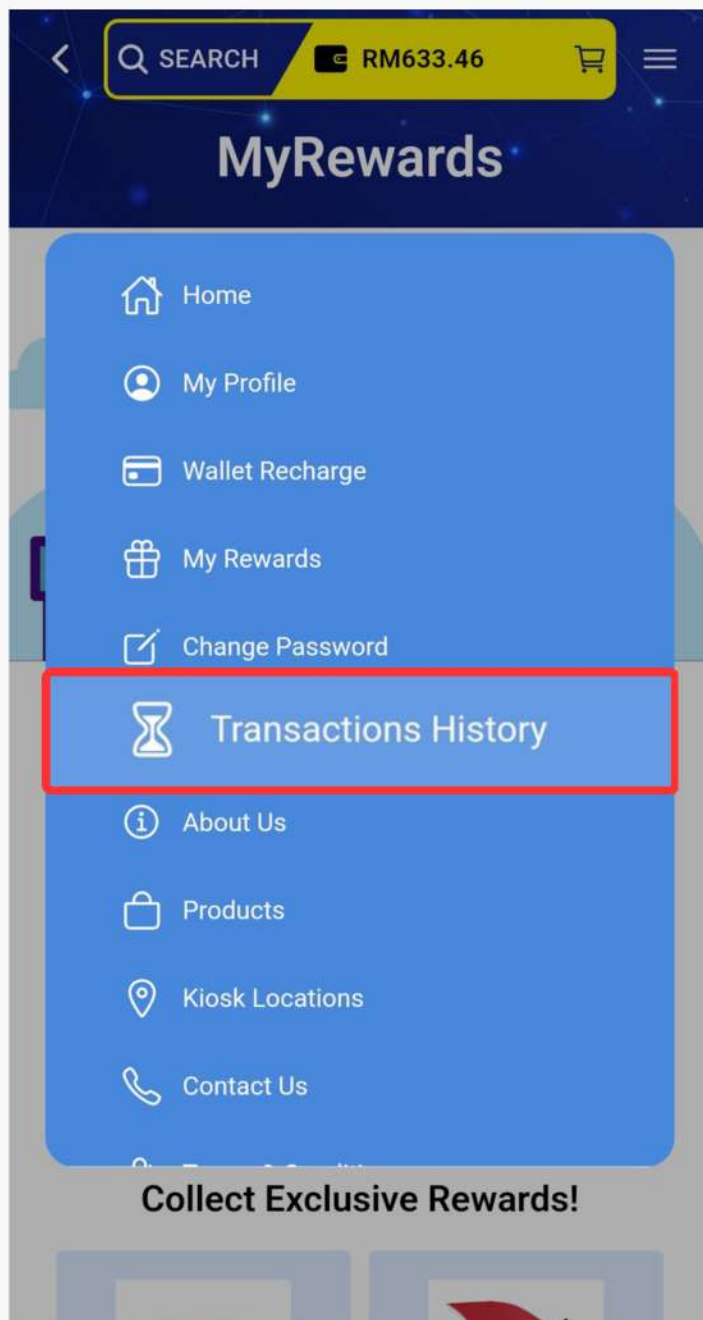 SEARCH RM633.46
MyRewards
Home
My Profile
Wallet Recharge
My Rewards
Change Password
Transactions History
About Us
Products
Kiosk Locations
Contact Us
Collect Exclusive Rewards!